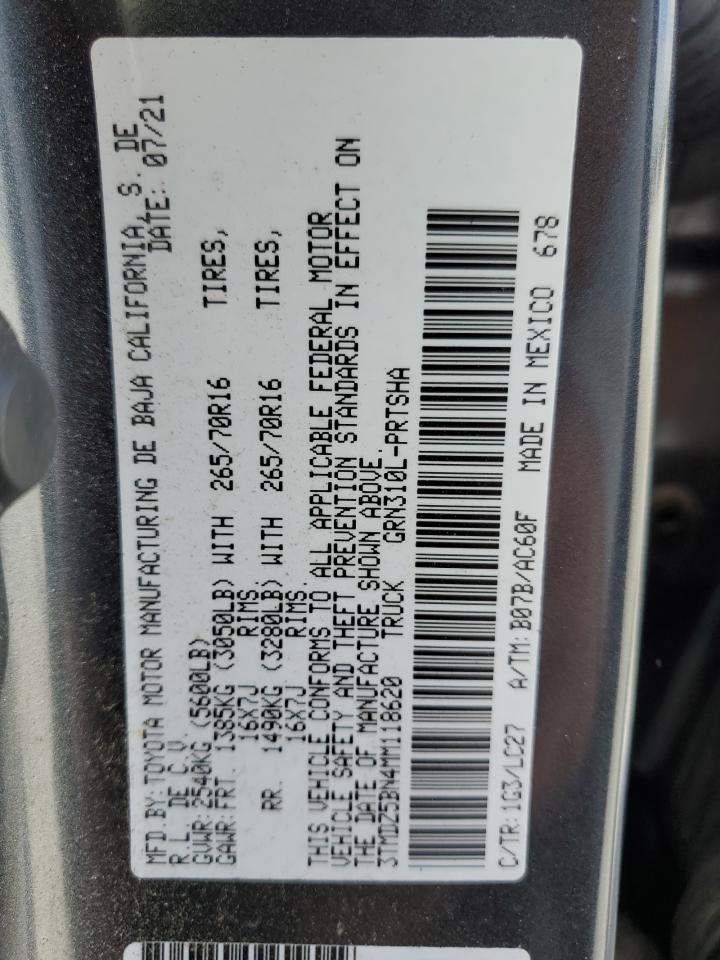 MFD.BY:TOYOTA MOTOR MANUFACTURING DE BAJA CALIFORNIA, S. DE
R L.DE C.V. DATE: 07/21
GVWR:2540KG (5600LB)
GAWR:FRT. 1385KG (3050LB) WITH 265/70R16 TIRES,
16X7J RIMS
RR. 1490KG (3280LB) WITH 265/70R16 TIRES,
16X7J RIMS.
THIS VEHICLE CONFORMS TO ALL APPLICABLE FEDERAL MOTOR
VEHICLE SAFETY AND THEFT PREVENTION STANDARDS IN EFFECT ON
THE DATE OF MANUFACTURE SHOWN ABOVE.
3TMDZ5BN4MM118620 TRUCK GRN310L-PRTSHA
C/TR:1G3/LC27 A/TM:B07B/AC60F MADE IN MEXICO 678